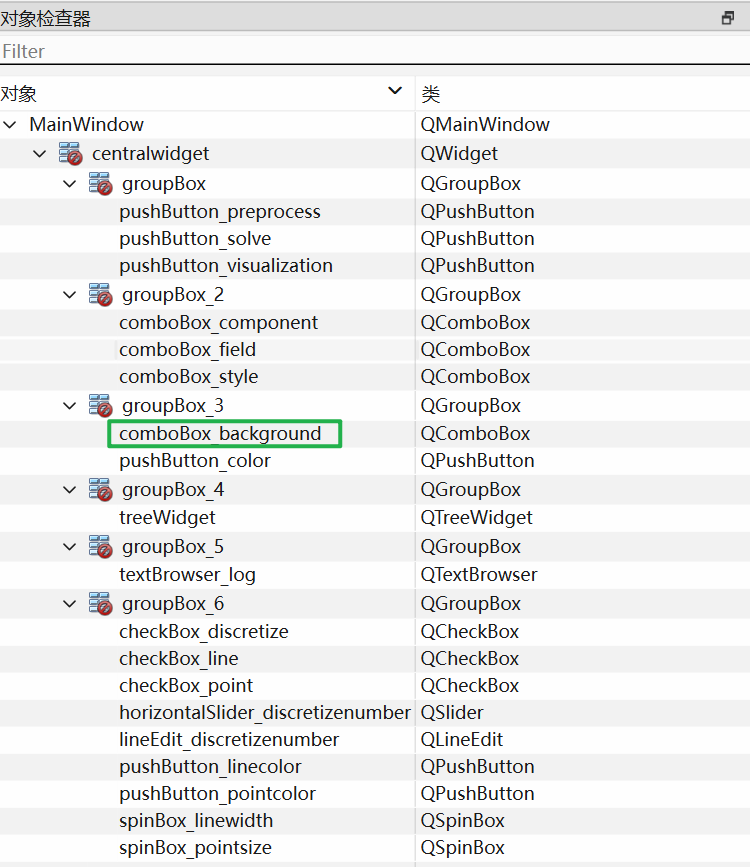 对象检查器
Filter
对象 类
MainWindow QMainWindow
centralwidget QWidget
groupBox QGroupBox
pushButton_preprocess QPushButton
pushButton_solve QPushButton
pushButton_visualization QPushButton
groupBox_2 QGroupBox
comboBox_component QComboBox
comboBox_field QComboBox
comboBox_style QComboBox
groupBox_3 QGroupBox
comboBox_background QComboBox
pushButton_color QPushButton
groupBox_4 QGroupBox
treeWidget QTreeWidget
groupBox_5 QGroupBox
textBrowser_log QTextBrowser
groupBox_6 QGroupBox
checkBox_discretize QCheckBox
checkBox_line QCheckBox
checkBox_point QCheckBox
horizontalSlider_discretizenumber QSlider
lineEdit_discretizenumber QLineEdit
pushButton_linecolor QPushButton
pushButton_pointcolor QPushButton
spinBox_linewidth QSpinBox
spinBox_pointsize QSpinBox